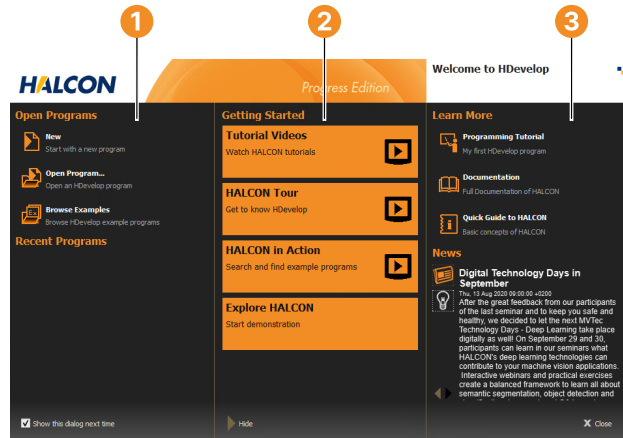 1
2
3
HALCON
Progress Edition
Welcome to HDevelop
Open Programs
New
Start with a new program
Open Program...
Open an HDevelop program
Browse Examples
Browse HDevelop example programs
Recent Programs
Getting Started
Tutorial Videos
Watch HALCON tutorials
HALCON Tour
Get to know HDevelop
HALCON in Action
Search and find example programs
Explore HALCON
Start demonstration
Learn More
Programming Tutorial
My first HDevelop program
Documentation
Full Documentation of HALCON
Quick Guide to HALCON
Basic concepts of HALCON
News
Digital Technology Days in
September
Thu, 13 Aug 2020 09:00:00 +0200
After the great feedback from our participants
of the last seminar and to keep you safe and
healthy, we decided to let the next MVTec
Technology Days - Deep Learning take place
digitally as well! On September 29 and 30,
participants can learn in our seminars what
HALCON's deep learning technologies can
contribute to your machine vision applications.
Interactive webinars and practical exercises
create a balanced framework to learn all about
semantic segmentation, object detection and
Show this dialog next time
Hide
X Close